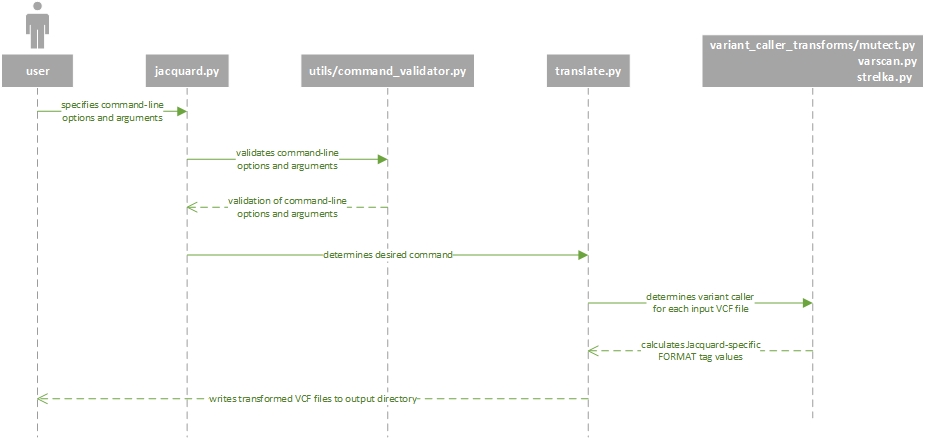 variant_caller_transforms/mutect.py
varscan.py
strelka.py
user
jacquard.py
utils/command_validator.py
translate.py
specifies command-line
options and arguments
validates command-line
options and arguments
validation of command-line
options and arguments
determines desired command
determines variant caller
for each input VCF file
calculates Jacquard-specific
FORMAT tag values
writes transformed VCF files to output directory